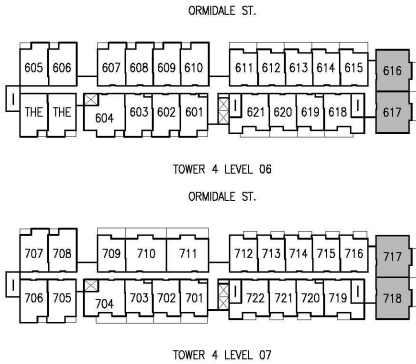 ORMIDALE ST.
605 606 607 608 609 610 611 612 613 614 615 616
THE THE 604 603 602 601 621 620 619 618 617
TOWER 4 LEVEL 06
ORMIDALE ST.
707 708 709 710 711 712 713 714 715 716 717
706 705 704 703 702 701 722 721 720 719 718
TOWER 4 LEVEL 07